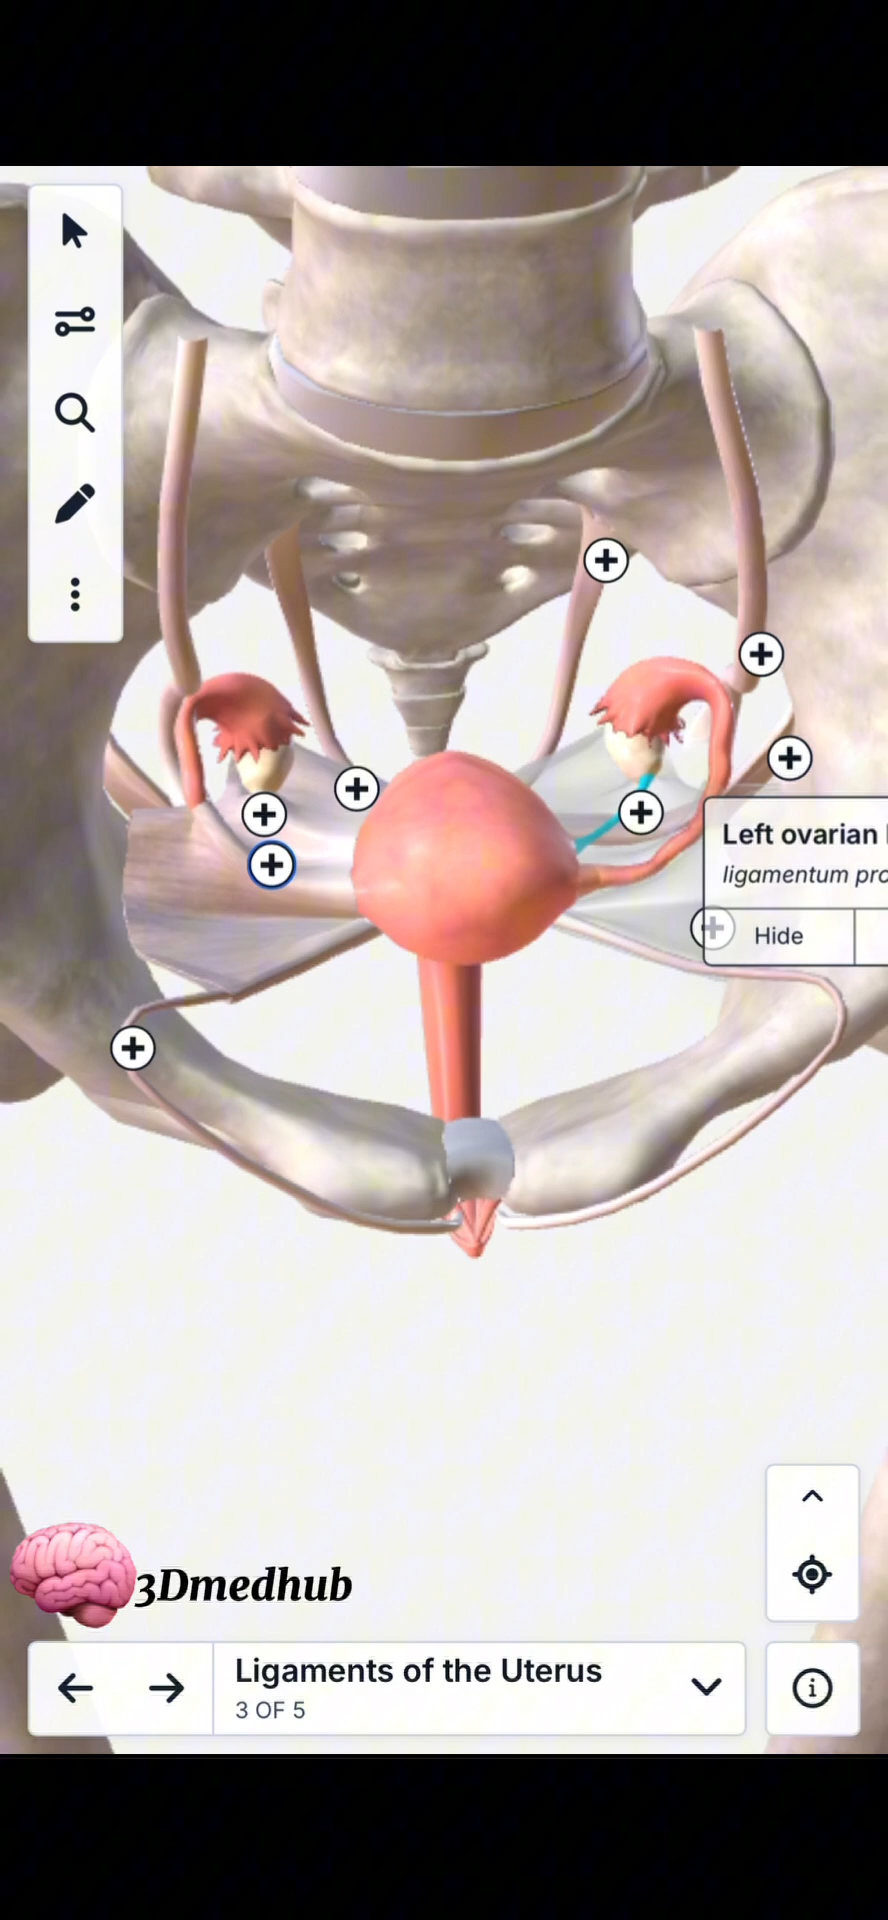 Left ovarian
ligamentum pro
Hide
3Dmedhub
Ligaments of the Uterus
3 OF 5